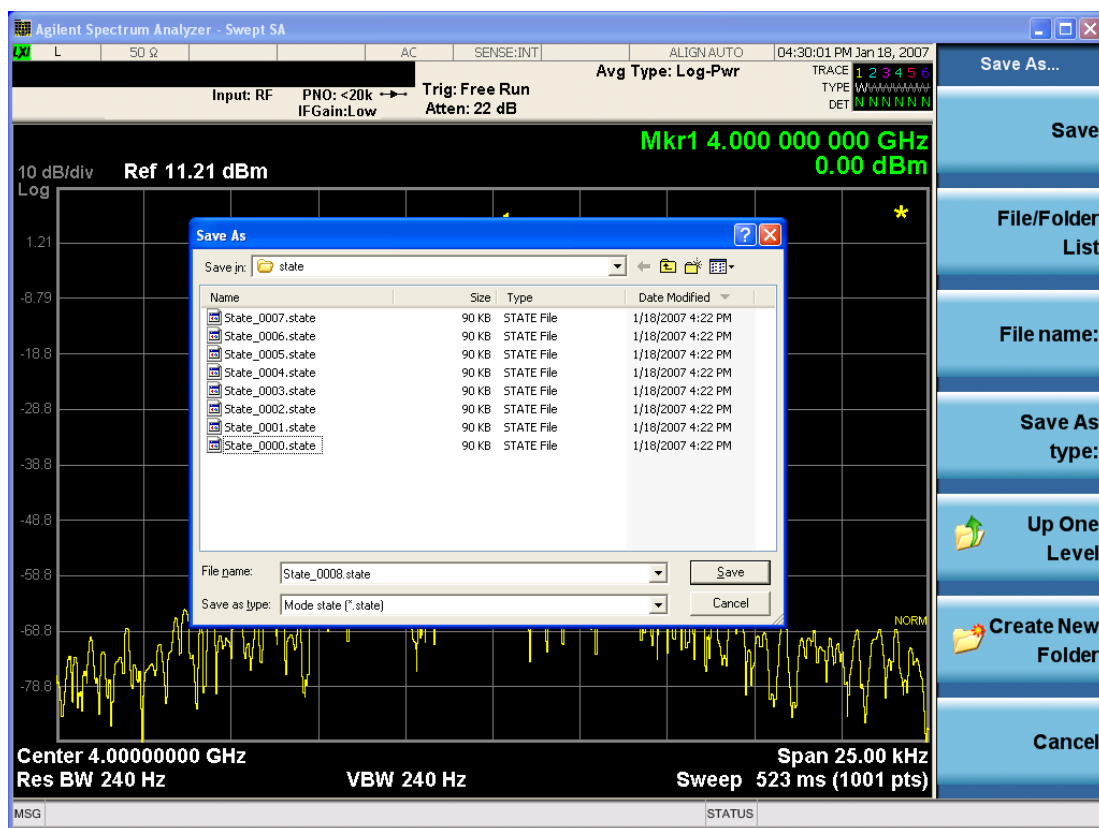 Agilent Spectrum Analyzer - Swept SA
LXI L 50 Ω AC SENSE:INT ALIGN AUTO 04:30:01 PM Jan 18, 2007
Input: RF PNO: <20k IFGain:Low
Trig: Free Run
Atten: 22 dB
Avg Type: Log-Pwr
TRACE 1 2 3 4 5 6
TYPE WWWWWW
DET N N N N N N
Mkr1 4.000 000 000 GHz
0.00 dBm
10 dB/div Ref 11.21 dBm
Log
1.21
-8.79
-18.8
-28.8
-38.8
-48.8
-58.8
-68.8
-78.8
NORM
Save As
Save in: state
Name Size Type Date Modified
State_0007.state 90 KB STATE File 1/18/2007 4:22 PM
State_0006.state 90 KB STATE File 1/18/2007 4:22 PM
State_0005.state 90 KB STATE File 1/18/2007 4:22 PM
State_0004.state 90 KB STATE File 1/18/2007 4:22 PM
State_0003.state 90 KB STATE File 1/18/2007 4:22 PM
State_0002.state 90 KB STATE File 1/18/2007 4:22 PM
State_0001.state 90 KB STATE File 1/18/2007 4:22 PM
State_0000.state 90 KB STATE File 1/18/2007 4:22 PM
File name: State_0008.state Save
Save as type: Mode state (*.state) Cancel
Center 4.00000000 GHz Span 25.00 kHz
Res BW 240 Hz VBW 240 Hz Sweep 523 ms (1001 pts)
MSG STATUS
Save As...
Save
File/Folder
List
File name:
Save As
type:
Up One
Level
Create New
Folder
Cancel